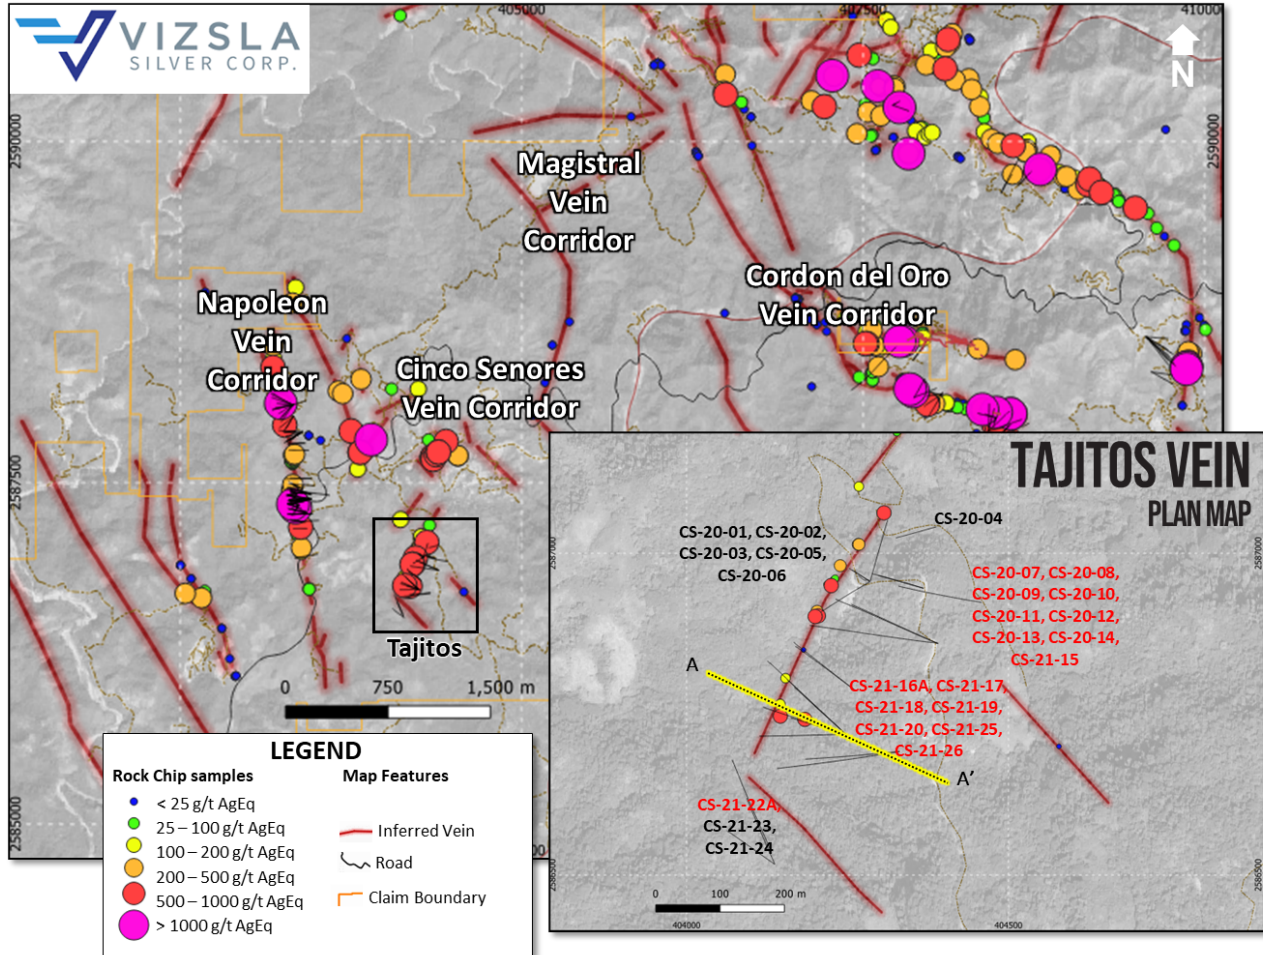 VIZSLA
SILVER CORP.
405000
407500
41000
N
2590000
2590000
Magistral
Vein
Corridor
Cordon del Oro
Vein Corridor
Napoleon
Vein
Corridor
Cinco Senores
Vein Corridor
2587500
Tajitos
0 750 1,500 m
2585000
LEGEND
Rock Chip samples
< 25 g/t AgEq
25 – 100 g/t AgEq
100 – 200 g/t AgEq
200 – 500 g/t AgEq
500 – 1000 g/t AgEq
> 1000 g/t AgEq
Map Features
Inferred Vein
Road
Claim Boundary
TAJITOS VEIN
PLAN MAP
CS-20-01, CS-20-02,
CS-20-03, CS-20-05,
CS-20-06
CS-20-04
2587000
2587000
CS-20-07, CS-20-08,
CS-20-09, CS-20-10,
CS-20-11, CS-20-12,
CS-20-13, CS-20-14,
CS-21-15
A
CS-21-16A, CS-21-17,
CS-21-18, CS-21-19,
CS-21-20, CS-21-25,
CS-21-26
A'
CS-21-22A,
CS-21-23,
CS-21-24
2586500
2586500
0 100 200 m
404000
404500